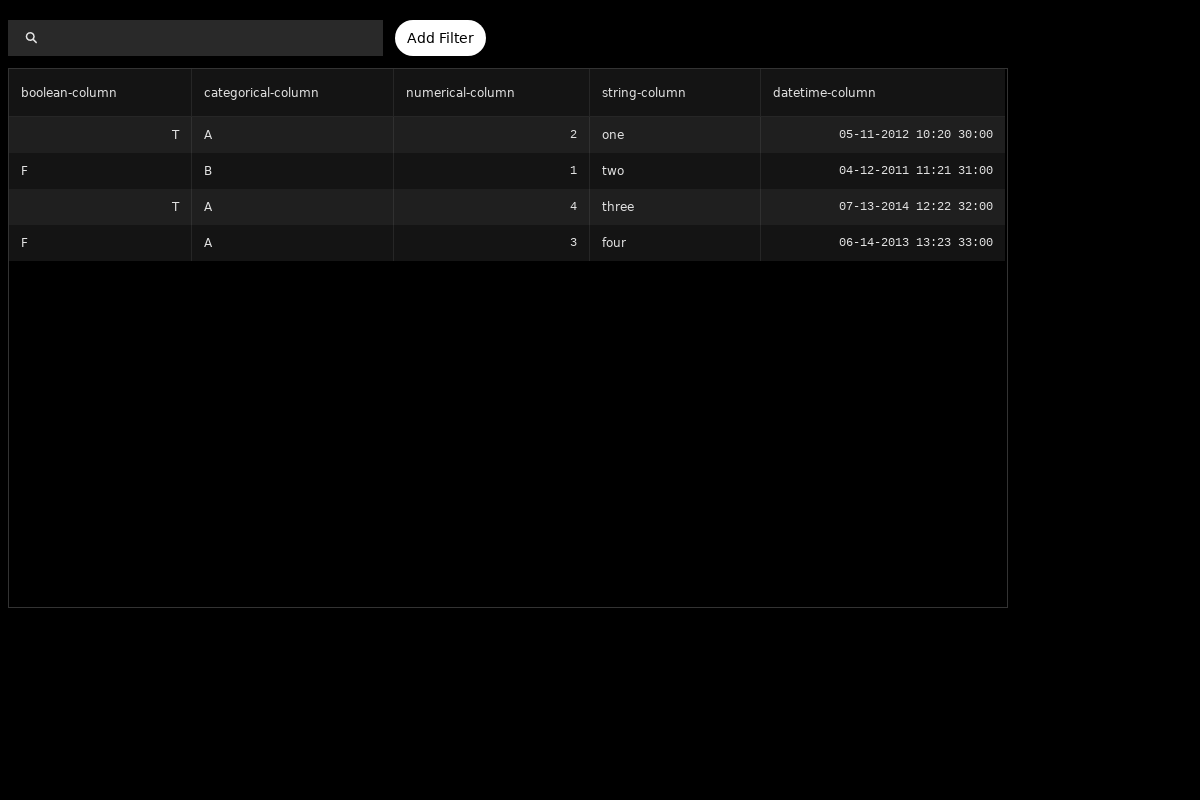 Add Filter
boolean-column categorical-column numerical-column string-column datetime-column
T A 2 one 05-11-2012 10:20 30:00
F B 1 two 04-12-2011 11:21 31:00
T A 4 three 07-13-2014 12:22 32:00
F A 3 four 06-14-2013 13:23 33:00